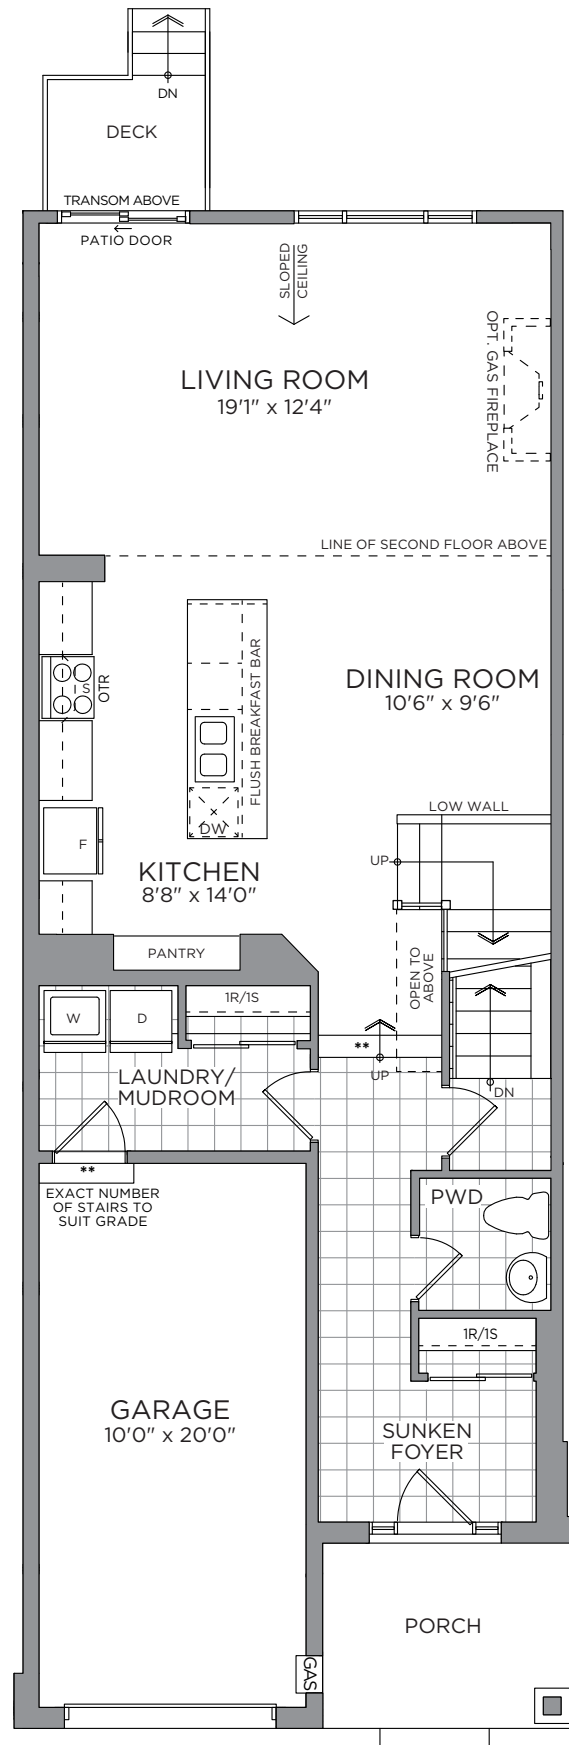 DN
DECK
TRANSOM ABOVE
PATIO DOOR
SLOPED
CEILING
LIVING ROOM
19'1" x 12'4"
OPT. GAS FIREPLACE
LINE OF SECOND FLOOR ABOVE
S
OTR
FLUSH BREAKFAST BAR
DINING ROOM
10'6" x 9'6"
LOW WALL
DW
F
UP
KITCHEN
8'8" x 14'0"
PANTRY
OPEN TO
ABOVE
W
D
1R/1S
**
UP
LAUNDRY/
MUDROOM
DN
**
EXACT NUMBER
OF STAIRS TO
SUIT GRADE
PWD
1R/1S
GARAGE
10'0" x 20'0"
SUNKEN
FOYER
PORCH
GAS